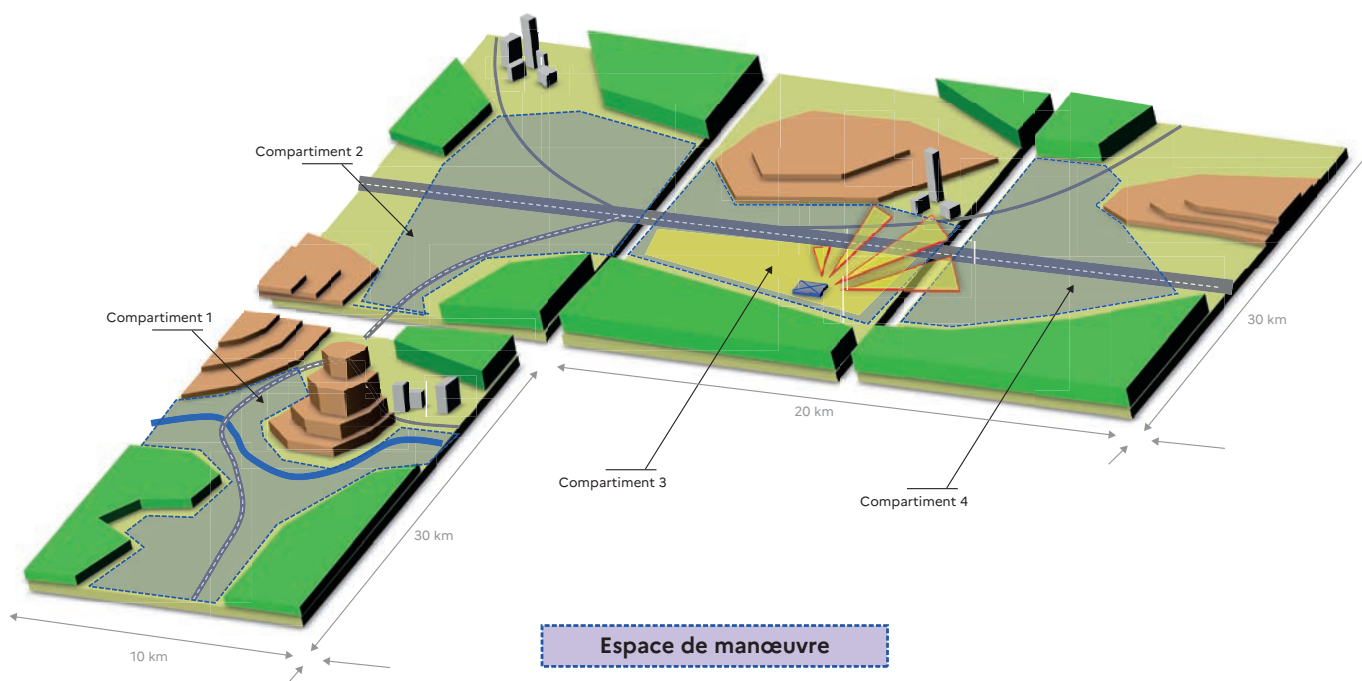 Compartiment 2
Compartiment 1
30 km
20 km
Compartiment 3
Compartiment 4
30 km
Espace de manœuvre
10 km